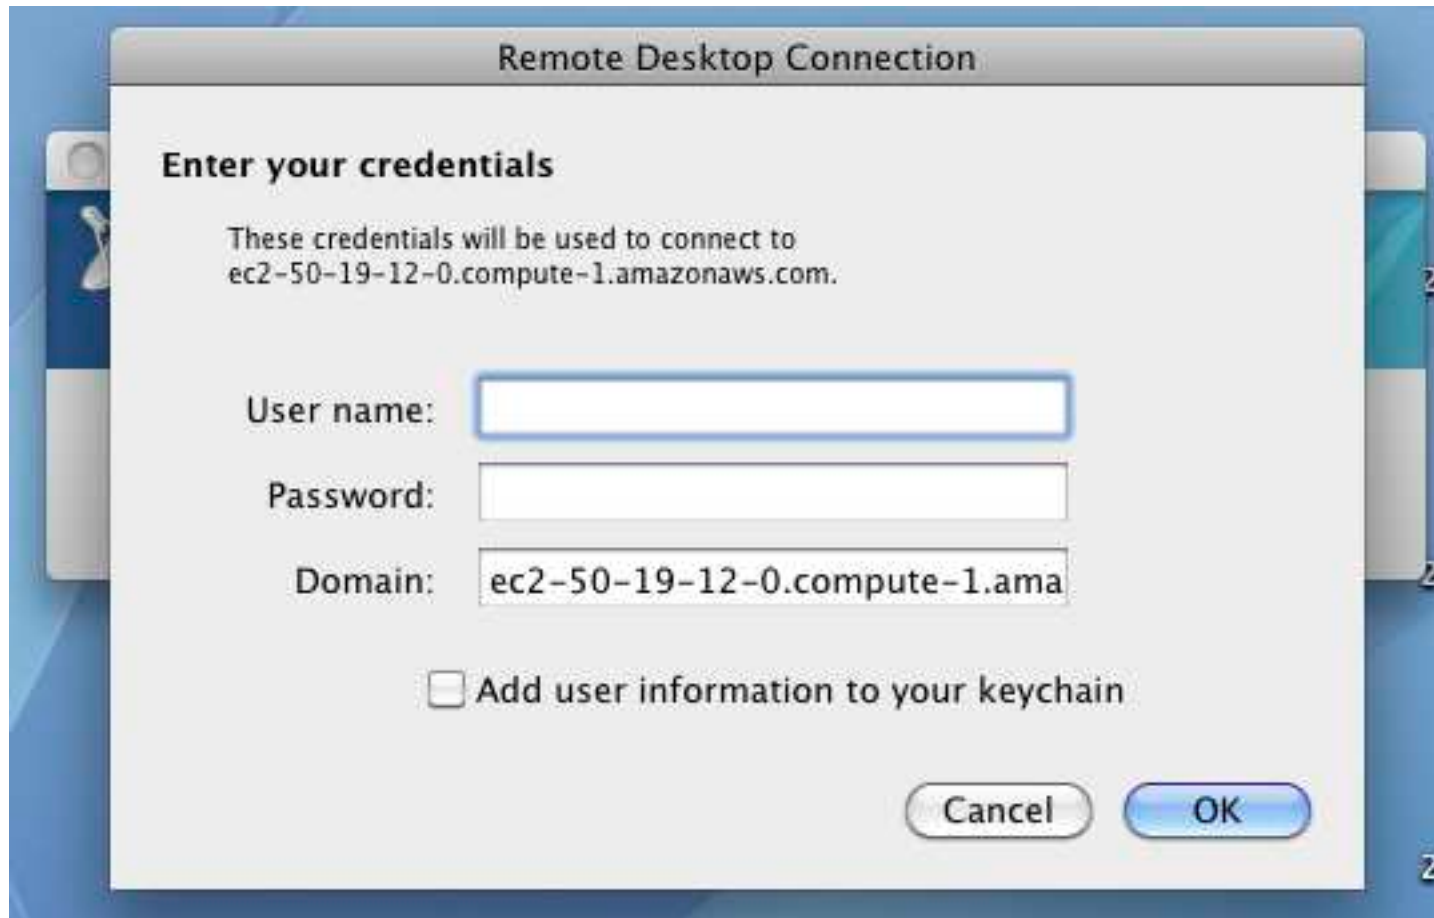 Remote Desktop Connection
Enter your credentials
These credentials will be used to connect to
ec2-50-19-12-0.compute-1.amazonaws.com.
User name:
Password:
Domain: ec2-50-19-12-0.compute-1.ama
Add user information to your keychain
Cancel OK